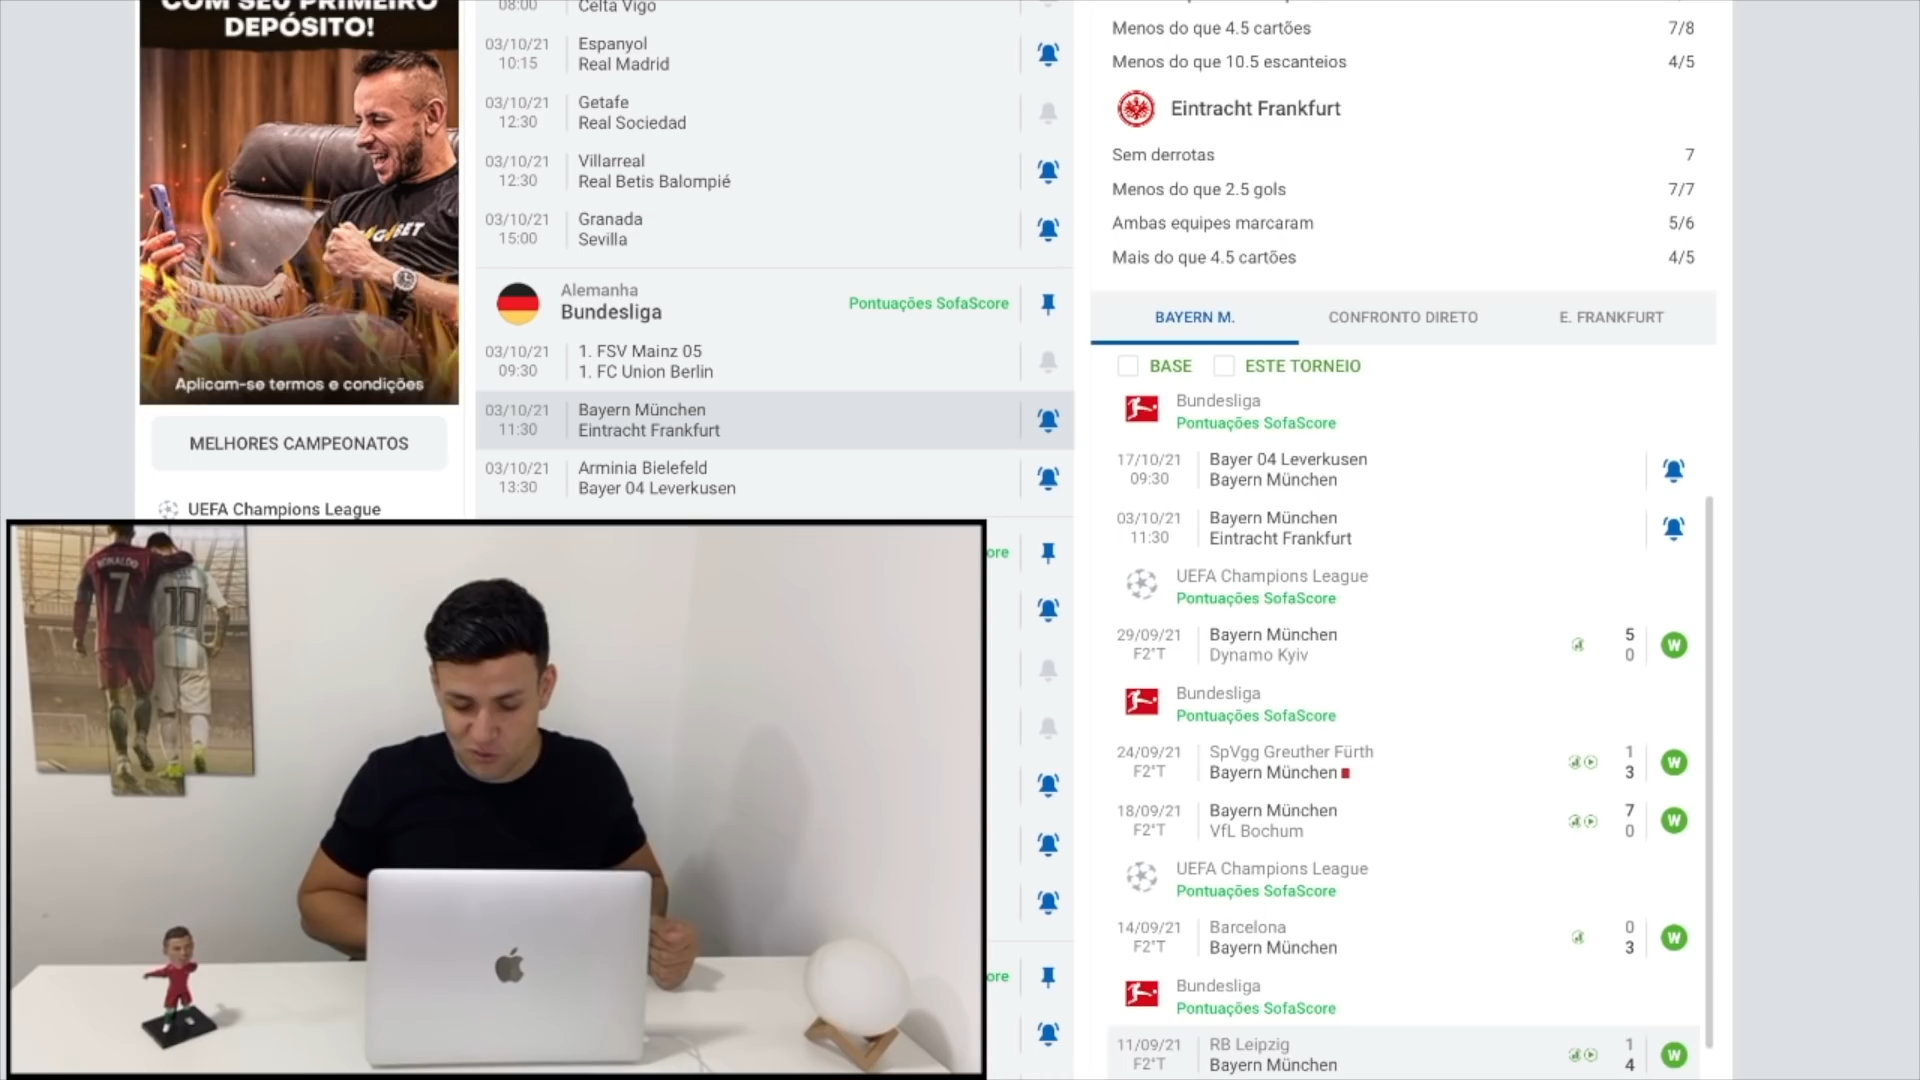 COM SEU PRIMEIRO
DEPÓSITO!
Aplicam-se termos e condições
MELHORES CAMPEONATOS
UEFA Champions League
RONALDO
7
10
08:00
Celta Vigo
03/10/21
10:15
Espanyol
Real Madrid
03/10/21
12:30
Getafe
Real Sociedad
03/10/21
12:30
Villarreal
Real Betis Balompié
03/10/21
15:00
Granada
Sevilla
Alemanha
Bundesliga
Pontuações SofaScore
03/10/21
09:30
1. FSV Mainz 05
1. FC Union Berlin
03/10/21
11:30
Bayern München
Eintracht Frankfurt
03/10/21
13:30
Arminia Bielefeld
Bayer 04 Leverkusen
ore
ore
Menos do que 4.5 cartões 7/8
Menos do que 10.5 escanteios 4/5
Eintracht Frankfurt
Sem derrotas 7
Menos do que 2.5 gols 7/7
Ambas equipes marcaram 5/6
Mais do que 4.5 cartões 4/5
BAYERN M. CONFRONTO DIRETO E. FRANKFURT
BASE ESTE TORNEIO
Bundesliga
Pontuações SofaScore
17/10/21
09:30
Bayer 04 Leverkusen
Bayern München
03/10/21
11:30
Bayern München
Eintracht Frankfurt
UEFA Champions League
Pontuações SofaScore
29/09/21
F2°T
Bayern München 5
Dynamo Kyiv 0
W
Bundesliga
Pontuações SofaScore
24/09/21
F2°T
SpVgg Greuther Fürth 1
Bayern München 3
W
18/09/21
F2°T
Bayern München 7
VfL Bochum 0
W
UEFA Champions League
Pontuações SofaScore
14/09/21
F2°T
Barcelona 0
Bayern München 3
W
Bundesliga
Pontuações SofaScore
11/09/21
F2°T
RB Leipzig 1
Bayern München 4
W